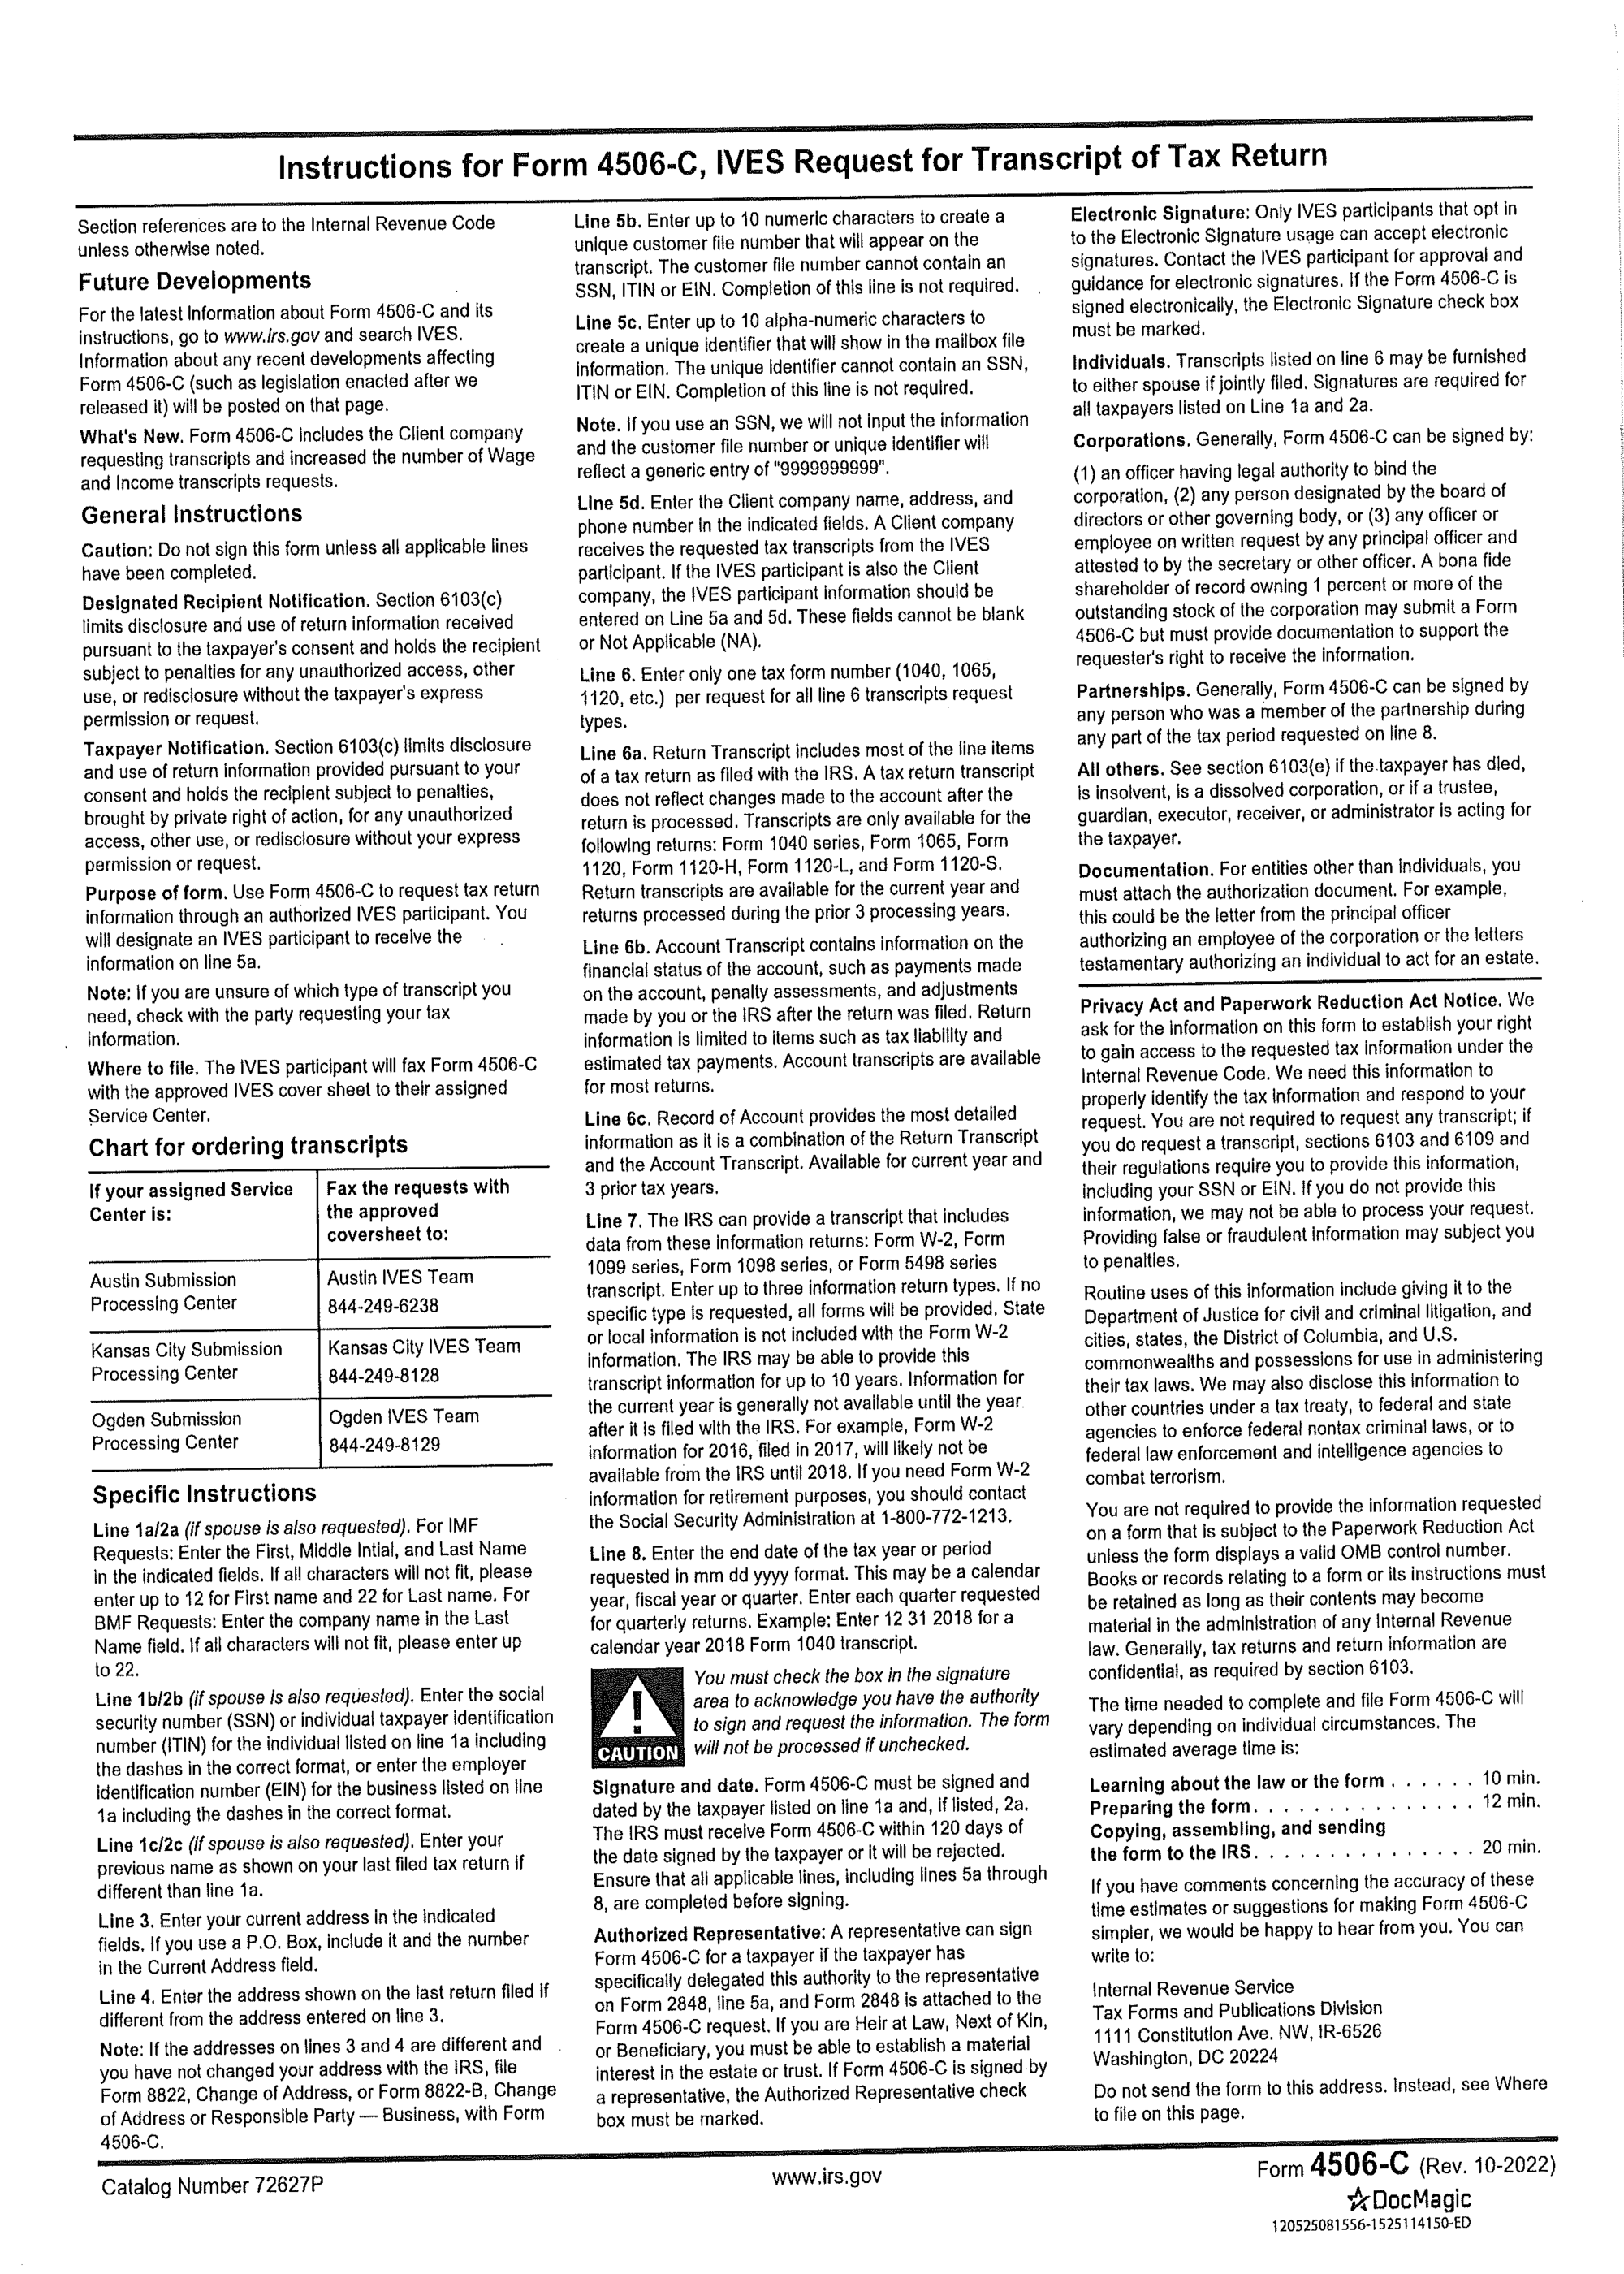 Instructions for Form 4506-C, IVES Request for Transcript of Tax Return
Section references are to the Internal Revenue Code
unless otherwise noted.
Future Developments
For the latest information about Form 4506-C and its
instructions, go to www.irs.gov and search IVES.
Information about any recent developments affecting
Form 4506-C (such as legislation enacted after we
released it) will be posted on that page.
What's New. Form 4506-C includes the Client company
requesting transcripts and increased the number of Wage
and Income transcripts requests.
General Instructions
Caution: Do not sign this form unless all applicable lines
have been completed.
Designated Recipient Notification. Section 6103(c)
limits disclosure and use of return information received
pursuant to the taxpayer's consent and holds the recipient
subject to penalties for any unauthorized access, other
use, or redisclosure without the taxpayer's express
permission or request.
Taxpayer Notification. Section 6103(c) limits disclosure
and use of return information provided pursuant to your
consent and holds the recipient subject to penalties,
brought by private right of action, for any unauthorized
access, other use, or redisclosure without your express
permission or request.
Purpose of form. Use Form 4506-C to request tax return
information through an authorized IVES participant. You
will designate an IVES participant to receive the
information on line 5a.
Note: If you are unsure of which type of transcript you
need, check with the party requesting your tax
information.
Where to file. The IVES participant will fax Form 4506-C
with the approved IVES cover sheet to their assigned
Service Center.
Chart for ordering transcripts
If your assigned Service
Center is:
Fax the requests with
the approved
coversheet to:
Austin Submission
Processing Center
Austin IVES Team
844-249-6238
Kansas City Submission
Processing Center
Kansas City IVES Team
844-249-8128
Ogden Submission
Processing Center
Ogden IVES Team
844-249-8129
Specific Instructions
Line 1a/2a (if spouse is also requested). For IMF
Requests: Enter the First, Middle Intial, and Last Name
in the indicated fields. If all characters will not fit, please
enter up to 12 for First name and 22 for Last name. For
BMF Requests: Enter the company name in the Last
Name field. If all characters will not fit, please enter up
to 22.
Line 1b/2b (if spouse is also requested). Enter the social
security number (SSN) or individual taxpayer identification
number (ITIN) for the individual listed on line 1a including
the dashes in the correct format, or enter the employer
identification number (EIN) for the business listed on line
1a including the dashes in the correct format.
Line 1c/2c (if spouse is also requested). Enter your
previous name as shown on your last filed tax return if
different than line 1a.
Line 3. Enter your current address in the indicated
fields. If you use a P.O. Box, include it and the number
in the Current Address field.
Line 4. Enter the address shown on the last return filed if
different from the address entered on line 3.
Note: If the addresses on lines 3 and 4 are different and
you have not changed your address with the IRS, file
Form 8822, Change of Address, or Form 8822-B, Change
of Address or Responsible Party — Business, with Form
4506-C.
Line 5b. Enter up to 10 numeric characters to create a
unique customer file number that will appear on the
transcript. The customer file number cannot contain an
SSN, ITIN or EIN. Completion of this line is not required.
Line 5c. Enter up to 10 alpha-numeric characters to
create a unique identifier that will show in the mailbox file
information. The unique identifier cannot contain an SSN,
ITIN or EIN. Completion of this line is not required.
Note. If you use an SSN, we will not input the information
and the customer file number or unique identifier will
reflect a generic entry of "9999999999".
Line 5d. Enter the Client company name, address, and
phone number in the indicated fields. A Client company
receives the requested tax transcripts from the IVES
participant. If the IVES participant is also the Client
company, the IVES participant information should be
entered on Line 5a and 5d. These fields cannot be blank
or Not Applicable (NA).
Line 6. Enter only one tax form number (1040, 1065,
1120, etc.) per request for all line 6 transcripts request
types.
Line 6a. Return Transcript includes most of the line items
of a tax return as filed with the IRS. A tax return transcript
does not reflect changes made to the account after the
return is processed. Transcripts are only available for the
following returns: Form 1040 series, Form 1065, Form
1120, Form 1120-H, Form 1120-L, and Form 1120-S.
Return transcripts are available for the current year and
returns processed during the prior 3 processing years.
Line 6b. Account Transcript contains information on the
financial status of the account, such as payments made
on the account, penalty assessments, and adjustments
made by you or the IRS after the return was filed. Return
information is limited to items such as tax liability and
estimated tax payments. Account transcripts are available
for most returns.
Line 6c. Record of Account provides the most detailed
information as it is a combination of the Return Transcript
and the Account Transcript. Available for current year and
3 prior tax years.
Line 7. The IRS can provide a transcript that includes
data from these information returns: Form W-2, Form
1099 series, Form 1098 series, or Form 5498 series
transcript. Enter up to three information return types. If no
specific type is requested, all forms will be provided. State
or local information is not included with the Form W-2
information. The IRS may be able to provide this
transcript information for up to 10 years. Information for
the current year is generally not available until the year
after it is filed with the IRS. For example, Form W-2
information for 2016, filed in 2017, will likely not be
available from the IRS until 2018. If you need Form W-2
information for retirement purposes, you should contact
the Social Security Administration at 1-800-772-1213.
Line 8. Enter the end date of the tax year or period
requested in mm dd yyyy format. This may be a calendar
year, fiscal year or quarter. Enter each quarter requested
for quarterly returns. Example: Enter 12 31 2018 for a
calendar year 2018 Form 1040 transcript.
CAUTION
You must check the box in the signature
area to acknowledge you have the authority
to sign and request the information. The form
will not be processed if unchecked.
Signature and date. Form 4506-C must be signed and
dated by the taxpayer listed on line 1a and, if listed, 2a.
The IRS must receive Form 4506-C within 120 days of
the date signed by the taxpayer or it will be rejected.
Ensure that all applicable lines, including lines 5a through
8, are completed before signing.
Authorized Representative: A representative can sign
Form 4506-C for a taxpayer if the taxpayer has
specifically delegated this authority to the representative
on Form 2848, line 5a, and Form 2848 is attached to the
Form 4506-C request. If you are Heir at Law, Next of Kin,
or Beneficiary, you must be able to establish a material
interest in the estate or trust. If Form 4506-C is signed by
a representative, the Authorized Representative check
box must be marked.
Electronic Signature: Only IVES participants that opt in
to the Electronic Signature usage can accept electronic
signatures. Contact the IVES participant for approval and
guidance for electronic signatures. If the Form 4506-C is
signed electronically, the Electronic Signature check box
must be marked.
Individuals. Transcripts listed on line 6 may be furnished
to either spouse if jointly filed. Signatures are required for
all taxpayers listed on Line 1a and 2a.
Corporations. Generally, Form 4506-C can be signed by:
(1) an officer having legal authority to bind the
corporation, (2) any person designated by the board of
directors or other governing body, or (3) any officer or
employee on written request by any principal officer and
attested to by the secretary or other officer. A bona fide
shareholder of record owning 1 percent or more of the
outstanding stock of the corporation may submit a Form
4506-C but must provide documentation to support the
requester's right to receive the information.
Partnerships. Generally, Form 4506-C can be signed by
any person who was a member of the partnership during
any part of the tax period requested on line 8.
All others. See section 6103(e) if the taxpayer has died,
is insolvent, is a dissolved corporation, or if a trustee,
guardian, executor, receiver, or administrator is acting for
the taxpayer.
Documentation. For entities other than individuals, you
must attach the authorization document. For example,
this could be the letter from the principal officer
authorizing an employee of the corporation or the letters
testamentary authorizing an individual to act for an estate.
Privacy Act and Paperwork Reduction Act Notice. We
ask for the information on this form to establish your right
to gain access to the requested tax information under the
Internal Revenue Code. We need this information to
properly identify the tax information and respond to your
request. You are not required to request any transcript; if
you do request a transcript, sections 6103 and 6109 and
their regulations require you to provide this information,
including your SSN or EIN. If you do not provide this
information, we may not be able to process your request.
Providing false or fraudulent information may subject you
to penalties.
Routine uses of this information include giving it to the
Department of Justice for civil and criminal litigation, and
cities, states, the District of Columbia, and U.S.
commonwealths and possessions for use in administering
their tax laws. We may also disclose this information to
other countries under a tax treaty, to federal and state
agencies to enforce federal nontax criminal laws, or to
federal law enforcement and intelligence agencies to
combat terrorism.
You are not required to provide the information requested
on a form that is subject to the Paperwork Reduction Act
unless the form displays a valid OMB control number.
Books or records relating to a form or its instructions must
be retained as long as their contents may become
material in the administration of any Internal Revenue
law. Generally, tax returns and return information are
confidential, as required by section 6103.
The time needed to complete and file Form 4506-C will
vary depending on individual circumstances. The
estimated average time is:
Learning about the law or the form . . . . . . 10 min.
Preparing the form. . . . . . . . . . . . . . . 12 min.
Copying, assembling, and sending
the form to the IRS. . . . . . . . . . . . . . . 20 min.
If you have comments concerning the accuracy of these
time estimates or suggestions for making Form 4506-C
simpler, we would be happy to hear from you. You can
write to:
Internal Revenue Service
Tax Forms and Publications Division
1111 Constitution Ave. NW, IR-6526
Washington, DC 20224
Do not send the form to this address. Instead, see Where
to file on this page.
Catalog Number 72627P
www.irs.gov
Form 4506-C (Rev. 10-2022)
DocMagic
120525081556-1525114150-ED